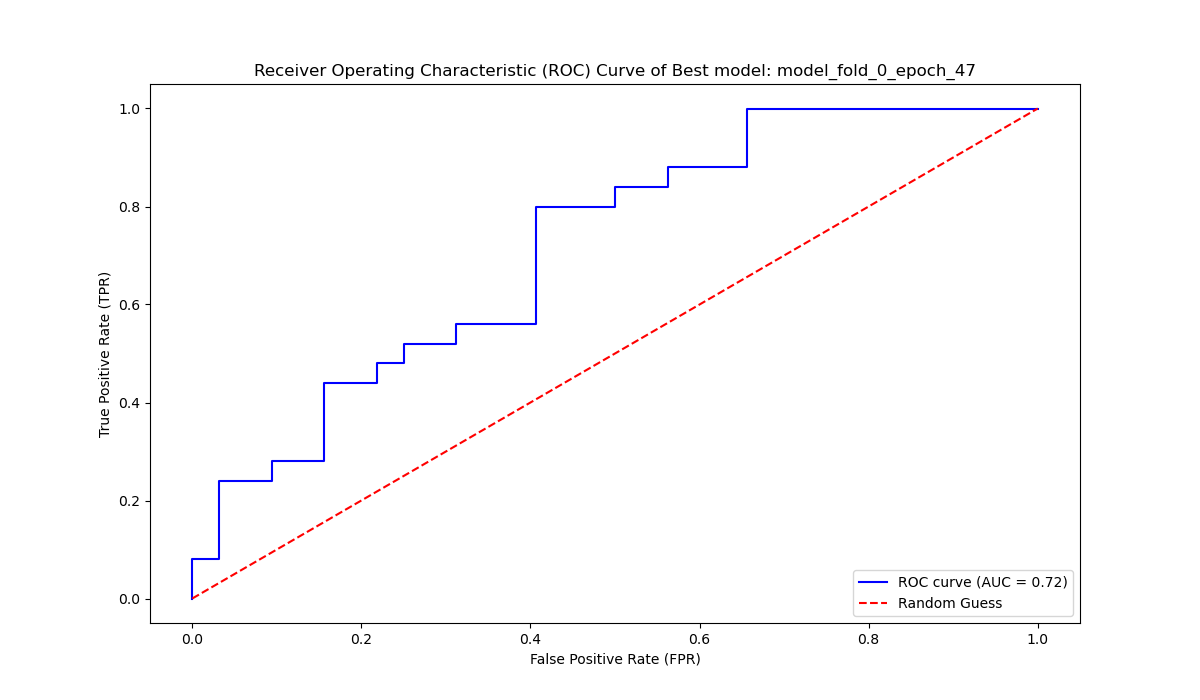 Receiver Operating Characteristic (ROC) Curve of Best model: model_fold_0_epoch_47
True Positive Rate (TPR)
1.0
0.8
0.6
0.4
0.2
0.0
0.0 0.2 0.4 0.6 0.8 1.0
False Positive Rate (FPR)
ROC curve (AUC = 0.72)
Random Guess